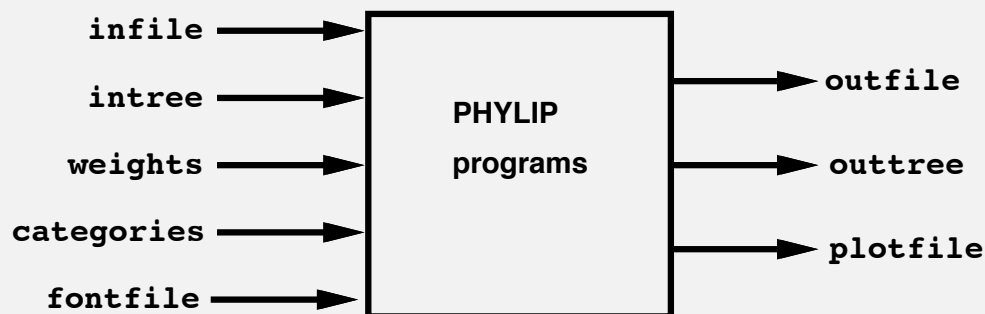 infile
intree
weights
categories
fontfile
PHYLIP
programs
outfile
outtree
plotfile